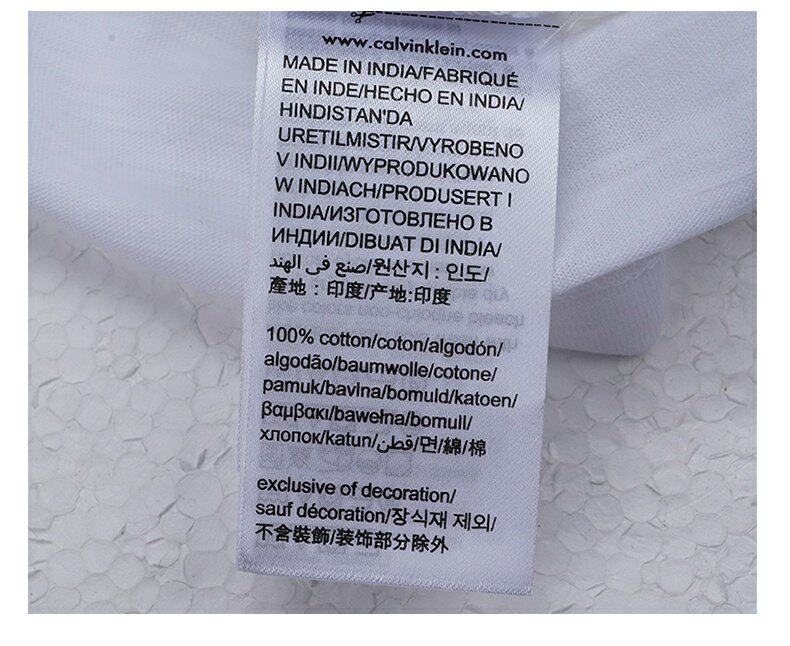 www.calvinklein.com
MADE IN INDIA/FABRIQUÉ
EN INDE/HECHO EN INDIA/
HINDISTAN'DA
URETILMISTIR/VYROBENO
V INDII/WYPRODUKOWANO
W INDIACH/PRODUSERT I
INDIA/ИЗГОТОВЛЕНО В
ИНДИИ/DIBUAT DI INDIA/
صنع في الهند/원산지 : 인도/
產地 : 印度/产地:印度
100% cotton/coton/algodón/
algodão/baumwolle/cotone/
pamuk/bavlna/bomuld/katoen/
βαμβακι/bawełna/bomull/
хлопок/katun/قطن/면/綿/棉
exclusive of decoration/
sauf décoration/장식재 제외/
不含裝飾/装饰部分除外